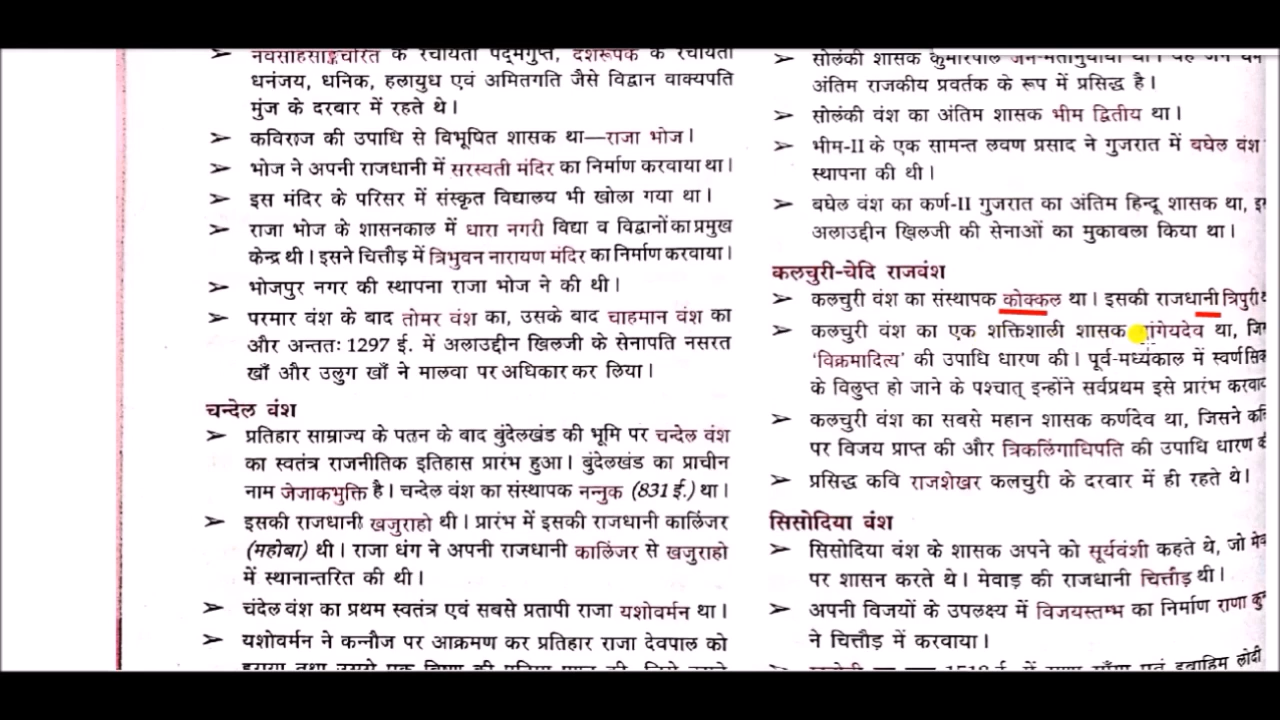 नवसाहसाङ्कचरित के रचयिता पद्मगुप्त, दशरूपक के रचयिता
धनंजय, धनिक, हलायुध एवं अमितगति जैसे विद्वान वाक्यपति
मुंज के दरबार में रहते थे।
➢ कविराज की उपाधि से विभूषित शासक था—राजा भोज।
➢ भोज ने अपनी राजधानी में सरस्वती मंदिर का निर्माण करवाया था।
➢ इस मंदिर के परिसर में संस्कृत विद्यालय भी खोला गया था।
➢ राजा भोज के शासनकाल में धारा नगरी विद्या व विद्वानों का प्रमुख
केन्द्र थी। इसने चित्तौड़ में त्रिभुवन नारायण मंदिर का निर्माण करवाया।
➢ भोजपुर नगर की स्थापना राजा भोज ने की थी।
➢ परमार वंश के बाद तोमर वंश का, उसके बाद चाहमान वंश का
और अन्ततः 1297 ई. में अलाउद्दीन खिलजी के सेनापति नसरत
खाँ और उलुग खाँ ने मालवा पर अधिकार कर लिया।
चन्देल वंश
➢ प्रतिहार साम्राज्य के पतन के बाद बुंदेलखंड की भूमि पर चन्देल वंश
का स्वतंत्र राजनीतिक इतिहास प्रारंभ हुआ। बुंदेलखंड का प्राचीन
नाम जेजाकभुक्ति है। चन्देल वंश का संस्थापक नन्नुक (831 ई.) था।
➢ इसकी राजधानी खजुराहो थी। प्रारंभ में इसकी राजधानी कालिंजर
(महोबा) थी। राजा धंग ने अपनी राजधानी कालिंजर से खजुराहो
में स्थानान्तरित की थी।
➢ चंदेल वंश का प्रथम स्वतंत्र एवं सबसे प्रतापी राजा यशोवर्मन था।
➢ यशोवर्मन ने कन्नौज पर आक्रमण कर प्रतिहार राजा देवपाल को
सोलंकी शासक कुमारपाल जैन-मतानुयायी था। यह जैन धर्म
अंतिम राजकीय प्रवर्तक के रूप में प्रसिद्ध है।
➢ सोलंकी वंश का अंतिम शासक भीम द्वितीय था।
➢ भीम-II के एक सामन्त लवण प्रसाद ने गुजरात में बघेल वंश
स्थापना की थी।
➢ बघेल वंश का कर्ण-II गुजरात का अंतिम हिन्दू शासक था,
अलाउद्दीन खिलजी की सेनाओं का मुकाबला किया था।
कलचुरी-चेदि राजवंश
➢ कलचुरी वंश का संस्थापक कोक्कल था। इसकी राजधानी त्रिपुरी
➢ कलचुरी वंश का एक शक्तिशाली शासक गांगेयदेव था,
'विक्रमादित्य' की उपाधि धारण की। पूर्व-मध्यंकाल में
के विलुप्त हो जाने के पश्चात् इन्होंने सर्वप्रथम इसे प्रारंभ
➢ कलचुरी वंश का सबसे महान शासक कर्णदेव था, जिसने
पर विजय प्राप्त की और त्रिकलिंगाधिपति की उपाधि धारण
➢ प्रसिद्ध कवि राजशेखर कलचुरी के दरबार में ही रहते थे।
सिसोदिया वंश
➢ सिसोदिया वंश के शासक अपने को सूर्यवंशी कहते थे, जो
पर शासन करते थे। मेवाड़ की राजधानी चित्तौड़ थी।
➢ अपनी विजयों के उपलक्ष्य में विजयस्तम्भ का निर्माण राणा
ने चित्तौड़ में करवाया।